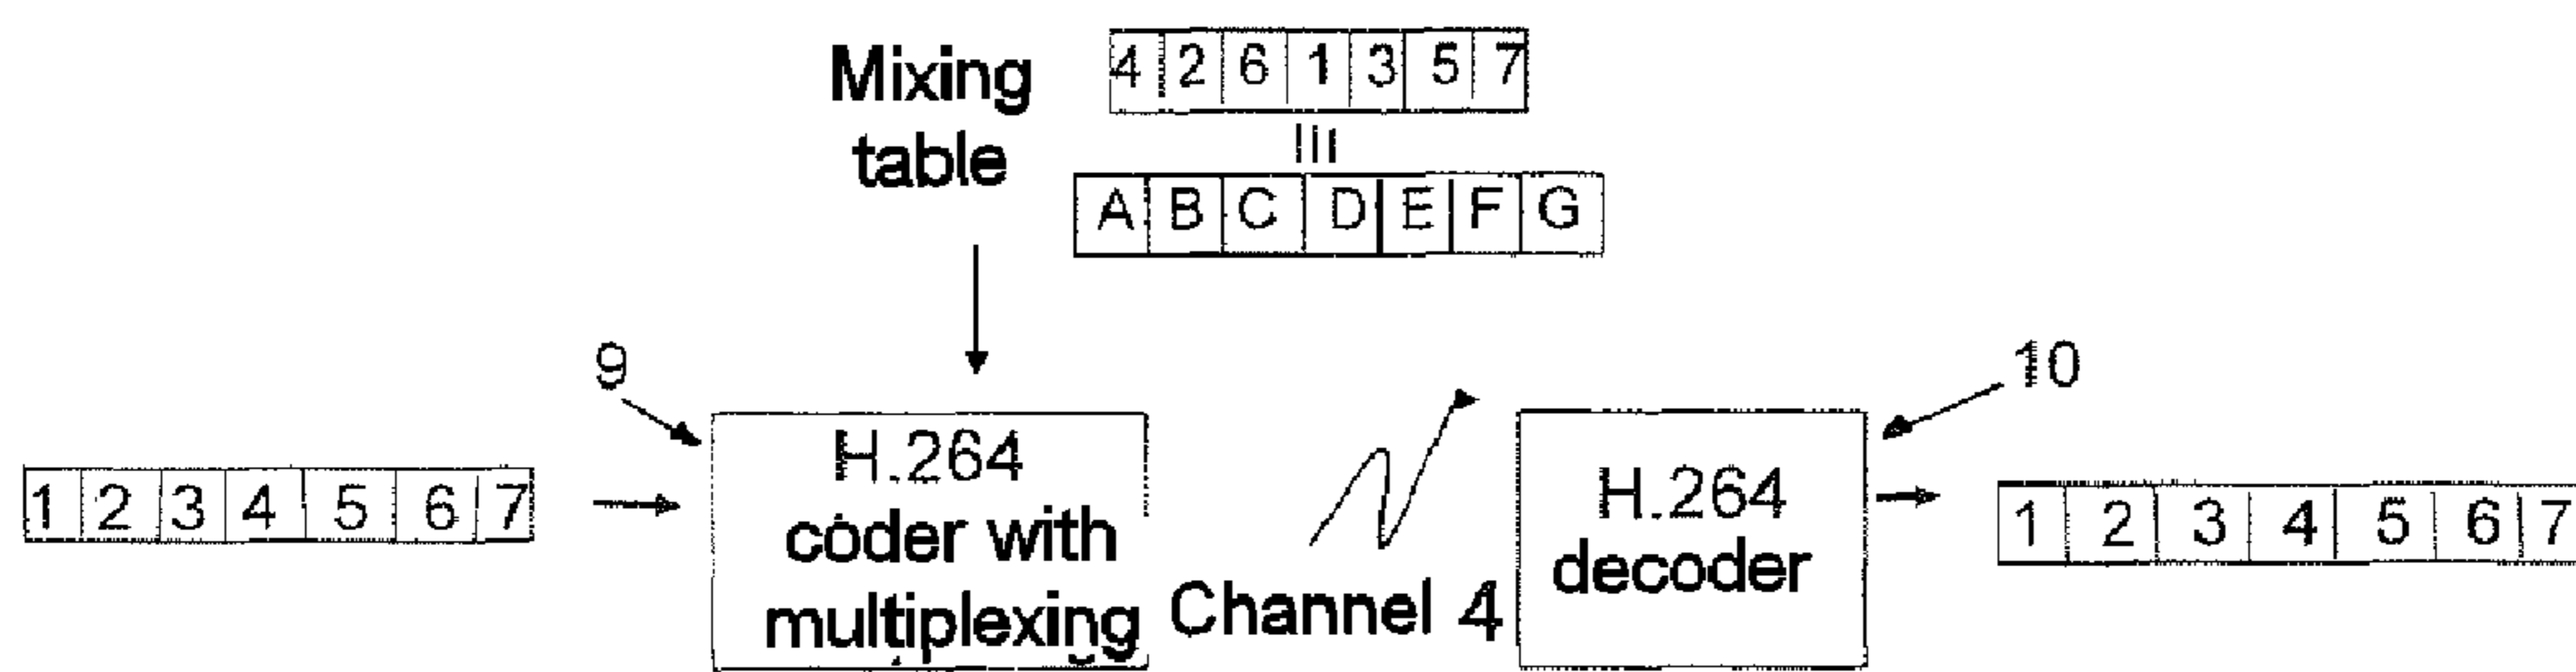 Mixing
table
4 2 6 1 3 5 7
A B C D E F G
9
10
1 2 3 4 5 6 7
H.264
coder with
multiplexing
Channel 4
H.264
decoder
1 2 3 4 5 6 7